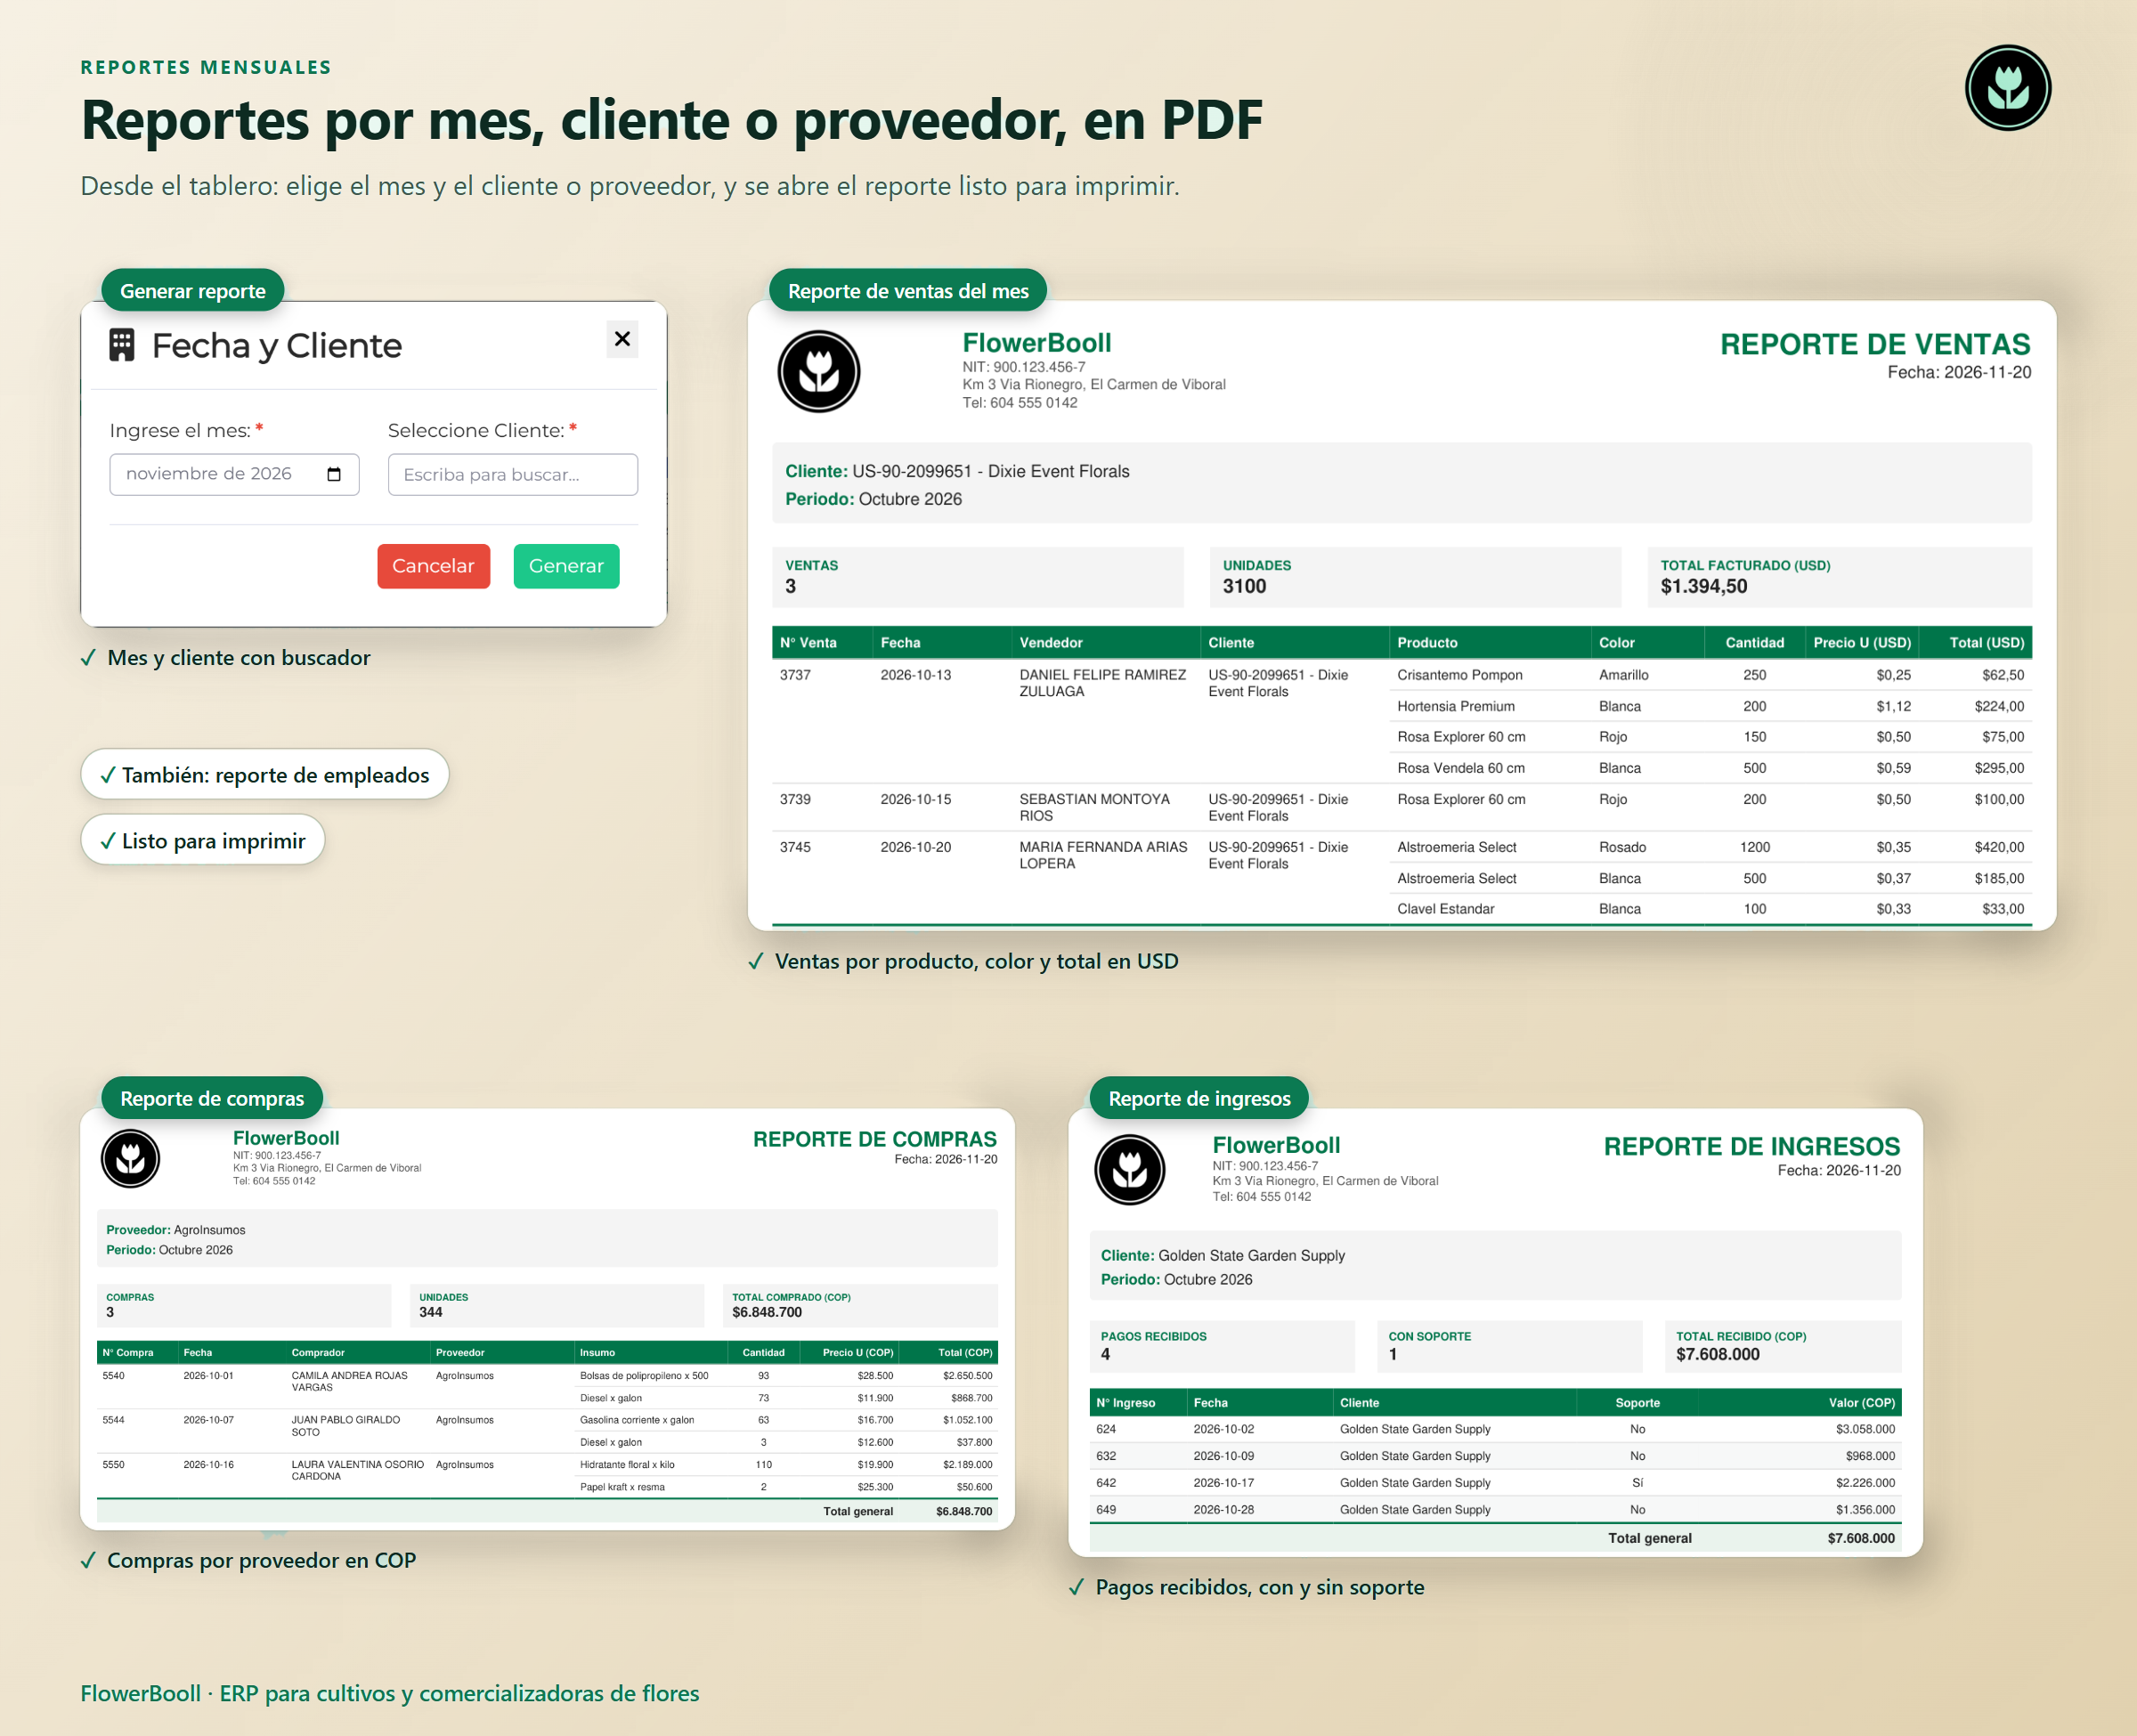 REPORTES MENSUALES
Reportes por mes, cliente o proveedor, en PDF
Desde el tablero: elige el mes y el cliente o proveedor, y se abre el reporte listo para imprimir.
Generar reporte
Fecha y Cliente
Ingrese el mes: * Seleccione Cliente: *
noviembre de 2026 Escriba para buscar...
Cancelar Generar
✓ Mes y cliente con buscador
✓ También: reporte de empleados
✓ Listo para imprimir
Reporte de ventas del mes
FlowerBooll REPORTE DE VENTAS
NIT: 900.123.456-7 Fecha: 2026-11-20
Km 3 Via Rionegro, El Carmen de Viboral
Tel: 604 555 0142
Cliente: US-90-2099651 - Dixie Event Florals
Periodo: Octubre 2026
VENTAS UNIDADES TOTAL FACTURADO (USD)
3 3100 $1.394,50
N° Venta Fecha Vendedor Cliente Producto Color Cantidad Precio U (USD) Total (USD)
3737 2026-10-13 DANIEL FELIPE RAMIREZ US-90-2099651 - Dixie Crisantemo Pompon Amarillo 250 $0,25 $62,50
ZULUAGA Event Florals
Hortensia Premium Blanca 200 $1,12 $224,00
Rosa Explorer 60 cm Rojo 150 $0,50 $75,00
Rosa Vendela 60 cm Blanca 500 $0,59 $295,00
3739 2026-10-15 SEBASTIAN MONTOYA US-90-2099651 - Dixie Rosa Explorer 60 cm Rojo 200 $0,50 $100,00
RIOS Event Florals
3745 2026-10-20 MARIA FERNANDA ARIAS US-90-2099651 - Dixie Alstroemeria Select Rosado 1200 $0,35 $420,00
LOPERA Event Florals
Alstroemeria Select Blanca 500 $0,37 $185,00
Clavel Estandar Blanca 100 $0,33 $33,00
✓ Ventas por producto, color y total en USD
Reporte de compras
FlowerBooll REPORTE DE COMPRAS
NIT: 900.123.456-7 Fecha: 2026-11-20
Km 3 Via Rionegro, El Carmen de Viboral
Tel: 604 555 0142
Proveedor: AgroInsumos
Periodo: Octubre 2026
COMPRAS UNIDADES TOTAL COMPRADO (COP)
3 344 $6.848.700
N° Compra Fecha Comprador Proveedor Insumo Cantidad Precio U (COP) Total (COP)
5540 2026-10-01 CAMILA ANDREA ROJAS AgroInsumos Bolsas de polipropileno x 500 93 $28.500 $2.650.500
VARGAS
Diesel x galon 73 $11.900 $868.700
5544 2026-10-07 JUAN PABLO GIRALDO AgroInsumos Gasolina corriente x galon 63 $16.700 $1.052.100
SOTO
Diesel x galon 3 $12.600 $37.800
5550 2026-10-16 LAURA VALENTINA OSORIO AgroInsumos Hidratante floral x kilo 110 $19.900 $2.189.000
CARDONA
Papel kraft x resma 2 $25.300 $50.600
Total general $6.848.700
✓ Compras por proveedor en COP
Reporte de ingresos
FlowerBooll REPORTE DE INGRESOS
NIT: 900.123.456-7 Fecha: 2026-11-20
Km 3 Via Rionegro, El Carmen de Viboral
Tel: 604 555 0142
Cliente: Golden State Garden Supply
Periodo: Octubre 2026
PAGOS RECIBIDOS CON SOPORTE TOTAL RECIBIDO (COP)
4 1 $7.608.000
N° Ingreso Fecha Cliente Soporte Valor (COP)
624 2026-10-02 Golden State Garden Supply No $3.058.000
632 2026-10-09 Golden State Garden Supply No $968.000
642 2026-10-17 Golden State Garden Supply Sí $2.226.000
649 2026-10-28 Golden State Garden Supply No $1.356.000
Total general $7.608.000
✓ Pagos recibidos, con y sin soporte
FlowerBooll · ERP para cultivos y comercializadoras de flores